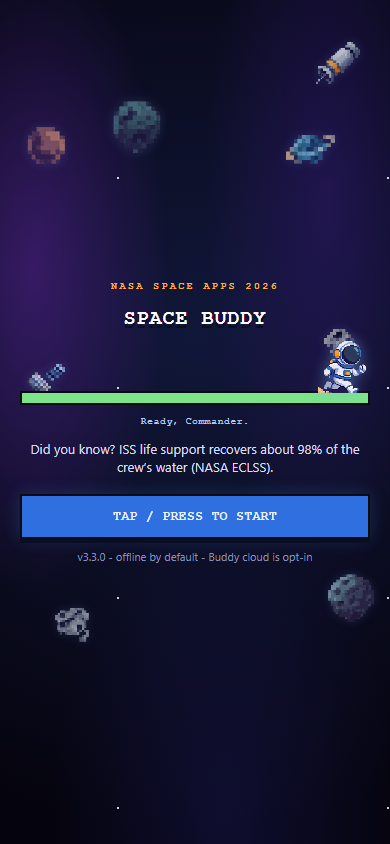 NASA SPACE APPS 2026
SPACE BUDDY
Ready, Commander.
Did you know? ISS life support recovers about 98% of the
crew's water (NASA ECLSS).
TAP / PRESS TO START
v3.3.0 - offline by default - Buddy cloud is opt-in